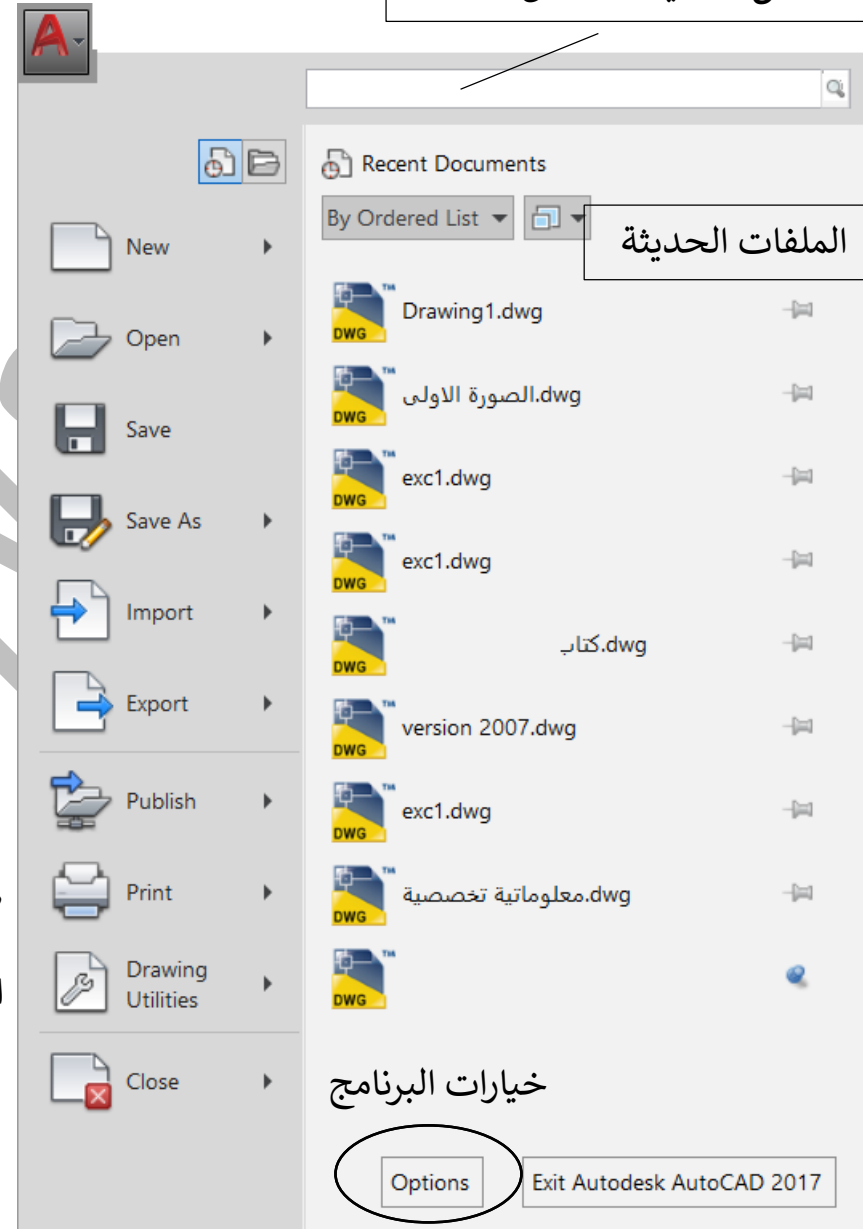 Recent Documents
By Ordered List
الملفات الحديثة
New
Open
Save
Save As
Import
Export
Publish
Print
Drawing
Utilities
Close
Drawing1.dwg
الصورة الاولى.dwg
exc1.dwg
exc1.dwg
كتاب.dwg
version 2007.dwg
exc1.dwg
معلوماتية تخصصية.dwg
خيارات البرنامج
Options
Exit Autodesk AutoCAD 2017